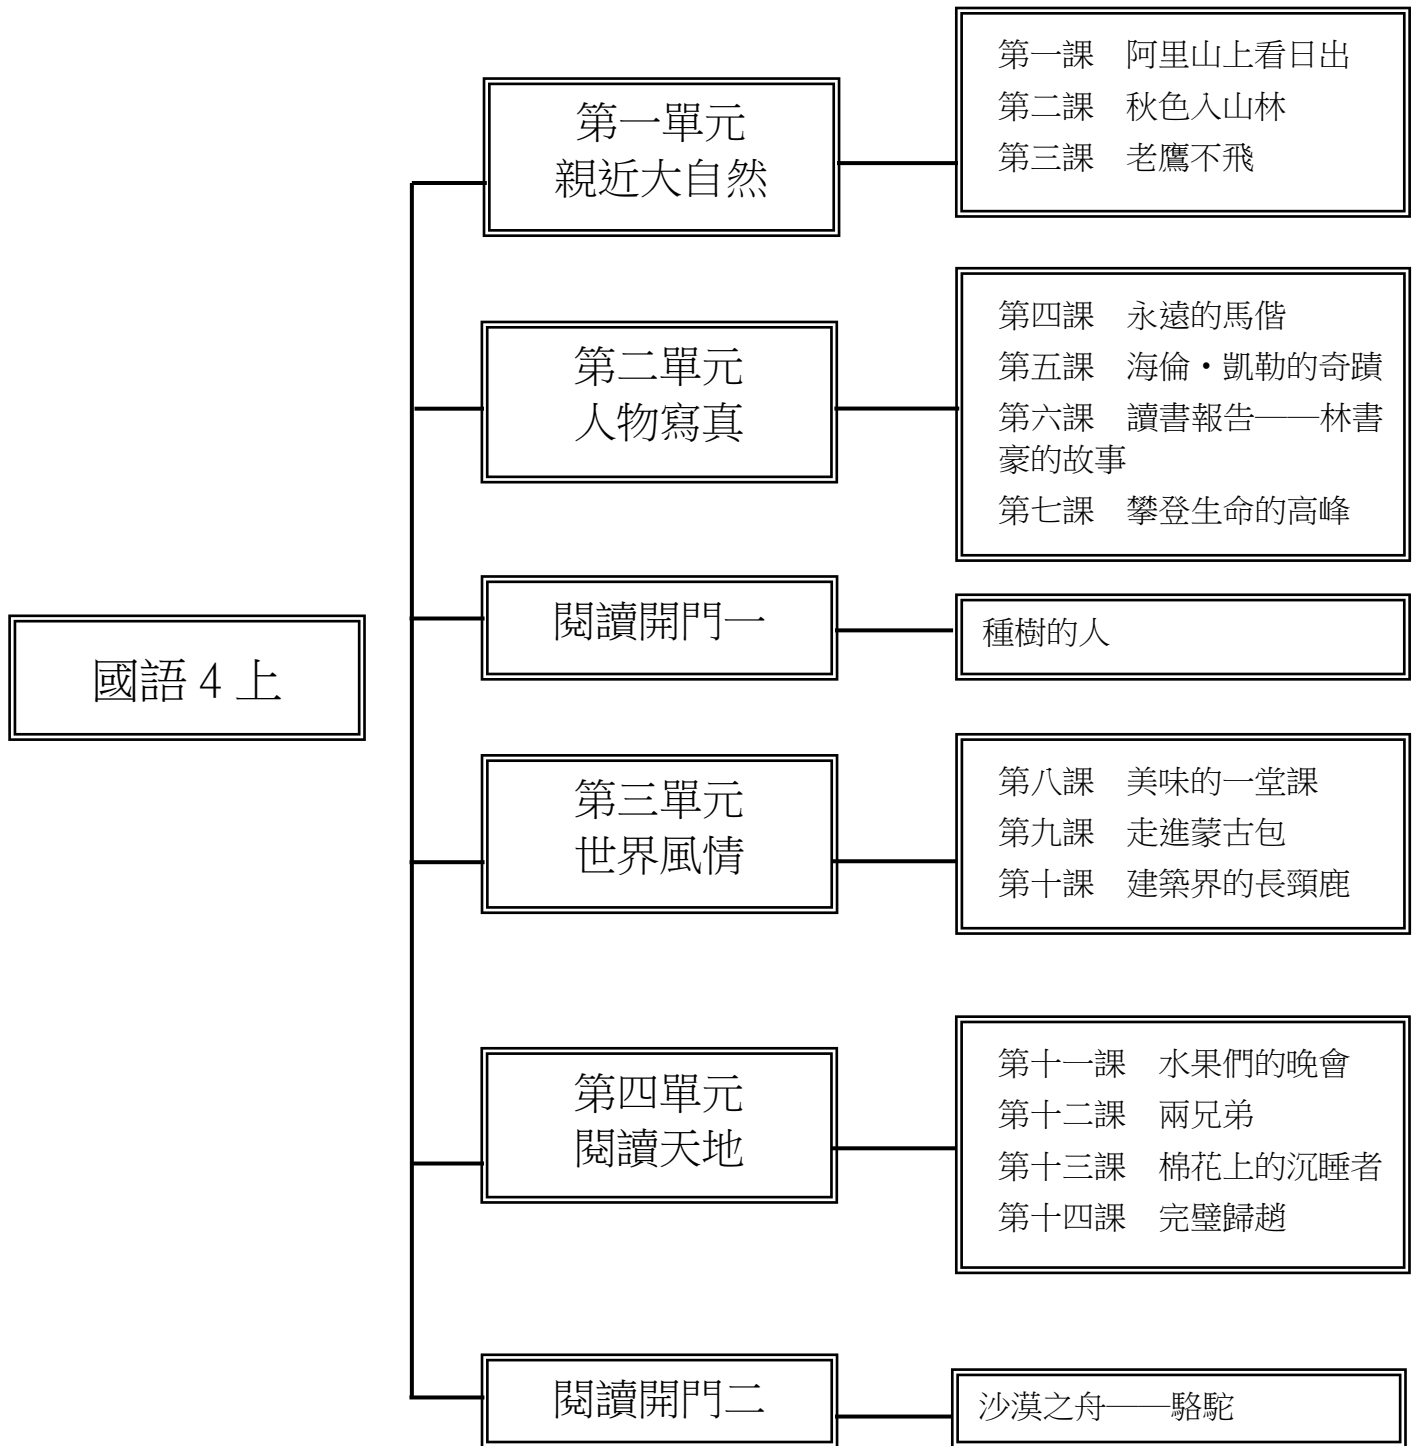 國語 4 上
第一單元
親近大自然
第一課　阿里山上看日出
第二課　秋色入山林
第三課　老鷹不飛
第二單元
人物寫真
第四課　永遠的馬偕
第五課　海倫・凱勒的奇蹟
第六課　讀書報告──林書
豪的故事
第七課　攀登生命的高峰
閱讀開門一
種樹的人
第三單元
世界風情
第八課　美味的一堂課
第九課　走進蒙古包
第十課　建築界的長頸鹿
第四單元
閱讀天地
第十一課　水果們的晚會
第十二課　兩兄弟
第十三課　棉花上的沉睡者
第十四課　完璧歸趙
閱讀開門二
沙漠之舟──駱駝